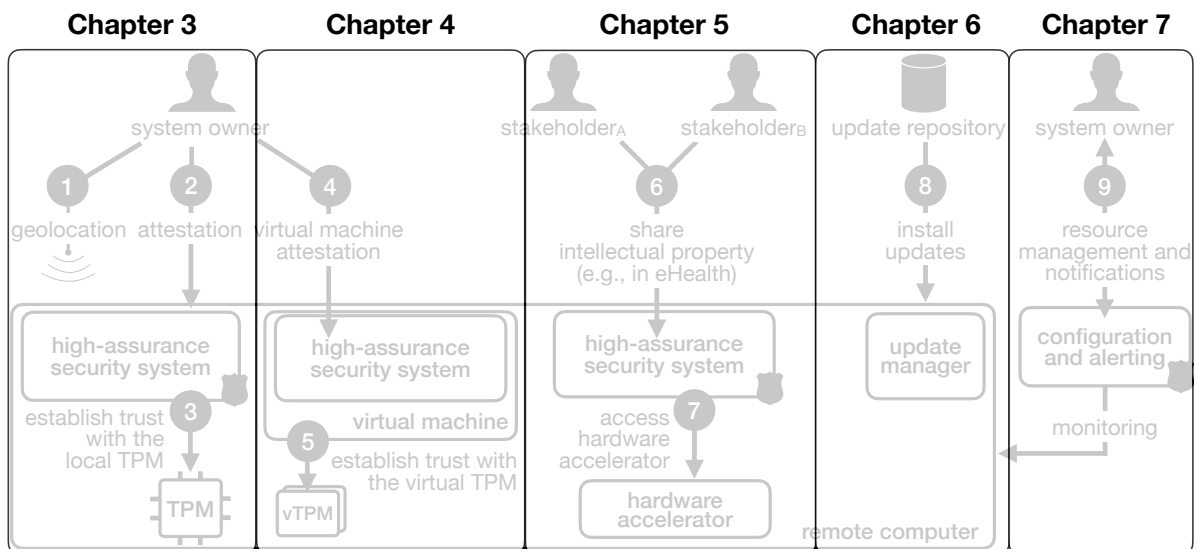 Chapter 3
Chapter 4
Chapter 5
Chapter 6
Chapter 7
system owner
stakeholderA
stakeholderB
update repository
system owner
1
2
4
6
8
9
geolocation
attestation
virtual machine
attestation
share
intellectual property
(e.g., in eHealth)
install
updates
resource
management and
notifications
high-assurance
security system
high-assurance
security system
virtual machine
high-assurance
security system
update
manager
configuration
and alerting
3
establish trust
with the
local TPM
5
establish trust with
the virtual TPM
7
access
hardware
accelerator
monitoring
TPM
vTPM
hardware
accelerator
remote computer